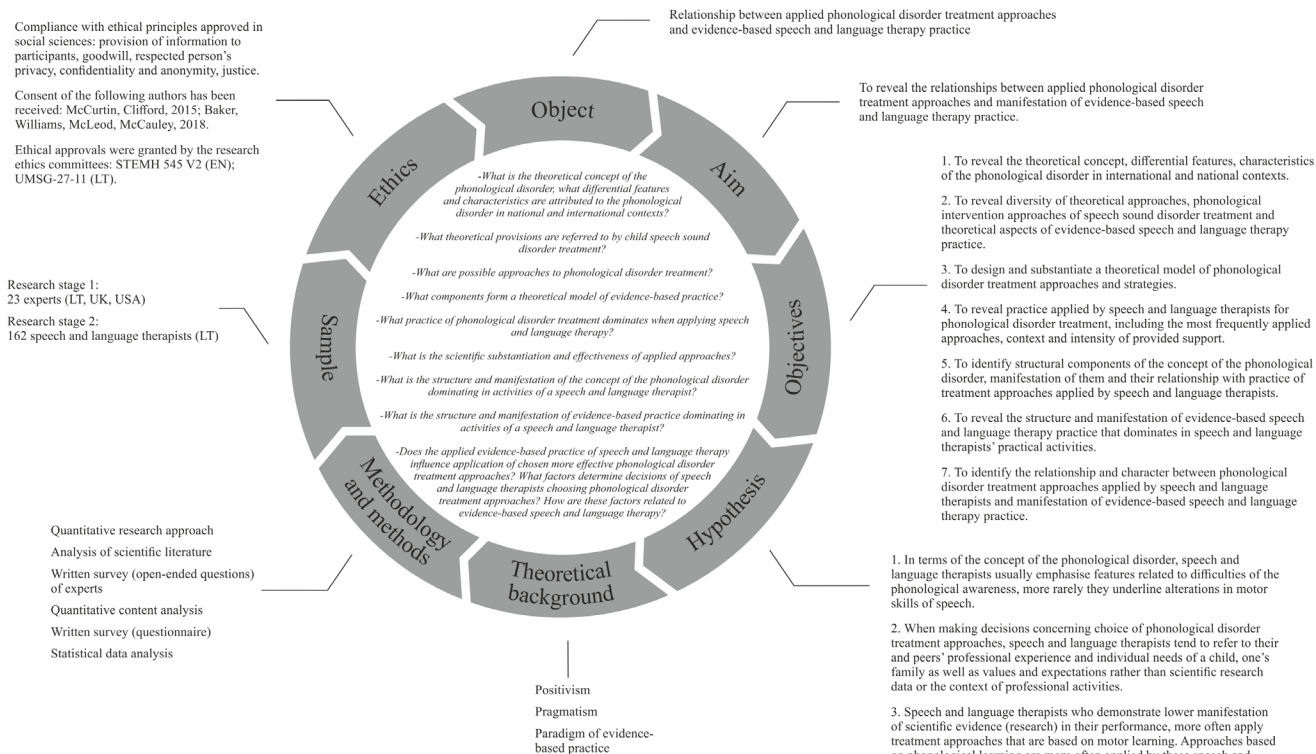 Relationship between applied phonological disorder treatment approaches
and evidence-based speech and language therapy practice
Compliance with ethical principles approved in
social sciences: provision of information to
participants, goodwill, respected person's
privacy, confidentiality and anonymity, justice.
Consent of the following authors has been
received: McCurtin, Clifford, 2015; Baker,
Williams, McLeod, McCauley, 2018.
Ethical approvals were granted by the research
ethics committees: STEMH 545 V2 (EN);
UMSG-27-11 (LT).
To reveal the relationships between applied phonological disorder
treatment approaches and manifestation of evidence-based speech
and language therapy practice.
Object
Aim
Objectives
Hypothesis
Theoretical
background
Methodology
and methods
Sample
Ethics
-What is the theoretical concept of the
phonological disorder, what differential features
and characteristics are attributed to the phonological
disorder in national and international contexts?
-What theoretical provisions are referred to by child speech sound
disorder treatment?
-What are possible approaches to phonological disorder treatment?
-What components form a theoretical model of evidence-based practice?
-What practice of phonological disorder treatment dominates when applying speech
and language therapy?
-What is the scientific substantiation and effectiveness of applied approaches?
-What is the structure and manifestation of the concept of the phonological disorder
dominating in activities of a speech and language therapist?
-What is the structure and manifestation of evidence-based practice dominating in
activities of a speech and language therapist?
-Does the applied evidence-based practice of speech and language therapy
influence application of chosen more effective phonological disorder
treatment approaches? What factors determine decisions of speech
and language therapists choosing phonological disorder
treatment approaches? How are these factors related to
evidence-based speech and language therapy?
1. To reveal the theoretical concept, differential features, characteristics
of the phonological disorder in international and national contexts.
2. To reveal diversity of theoretical approaches, phonological
intervention approaches of speech sound disorder treatment and
theoretical aspects of evidence-based speech and language therapy
practice.
3. To design and substantiate a theoretical model of phonological
disorder treatment approaches and strategies.
4. To reveal practice applied by speech and language therapists for
phonological disorder treatment, including the most frequently applied
approaches, context and intensity of provided support.
5. To identify structural components of the concept of the phonological
disorder, manifestation of them and their relationship with practice of
treatment approaches applied by speech and language therapists.
6. To reveal the structure and manifestation of evidence-based speech
and language therapy practice that dominates in speech and language
therapists' practical activities.
7. To identify the relationship and character between phonological
disorder treatment approaches applied by speech and language
therapists and manifestation of evidence-based speech and language
therapy practice.
Research stage 1:
23 experts (LT, UK, USA)
Research stage 2:
162 speech and language therapists (LT)
Quantitative research approach
Analysis of scientific literature
Written survey (open-ended questions)
of experts
Quantitative content analysis
Written survey (questionnaire)
Statistical data analysis
Positivism
Pragmatism
Paradigm of evidence-
based practice
1. In terms of the concept of the phonological disorder, speech and
language therapists usually emphasise features related to difficulties of the
phonological awareness, more rarely they underline alterations in motor
skills of speech.
2. When making decisions concerning choice of phonological disorder
treatment approaches, speech and language therapists tend to refer to their
and peers' professional experience and individual needs of a child, one's
family as well as values and expectations rather than scientific research
data or the context of professional activities.
3. Speech and language therapists who demonstrate lower manifestation
of scientific evidence (research) in their performance, more often apply
treatment approaches that are based on motor learning. Approaches based